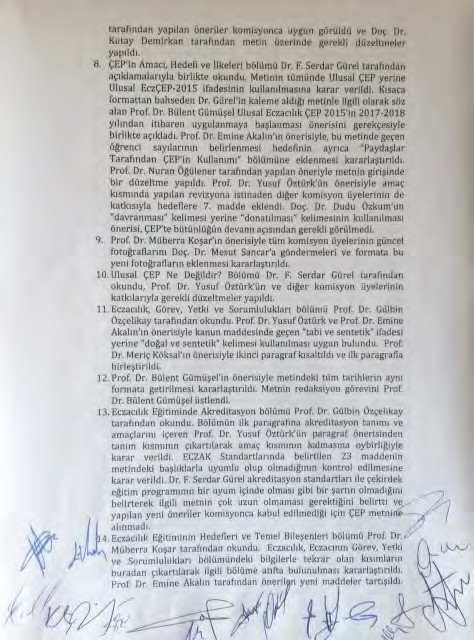 tarafından yapılan öneriler komisyonca uygun görüldü ve Doç. Dr.
Kutay Demirkan tarafından metin üzerinde gerekli düzeltmeler
yapıldı.
8. ÇEP'in Amacı, Hedefi ve İlkeleri bölümü Dr. F. Serdar Gürel tarafından
açıklamalarıyla birlikte okundu. Metinin tümünde Ulusal ÇEP yerine
Ulusal EczÇEP-2015 ifadesinin kullanılmasına karar verildi. Kısaca
formattan bahseden Dr. Gürel'in kaleme aldığı metinle ilgili olarak söz
alan Prof. Dr. Bülent Gümüşel Ulusal Eczacılık ÇEP 2015'in 2017-2018
yılından itibaren uygulanmaya başlanması önerisini gerekçesiyle
birlikte açıkladı. Prof. Dr. Emine Akalın'ın önerisiyle, bu metinde geçen
öğrenci sayılarının belirlenmesi hedefinin ayrıca "Paydaşlar
Tarafından ÇEP'in Kullanımı" bölümüne eklenmesi kararlaştırıldı.
Prof. Dr. Nuran Öğülener tarafından yapılan öneriyle metnin girişinde
bir düzeltme yapıldı. Prof. Dr. Yusuf Öztürk'ün önerisiyle amaç
kısmında yapılan revizyona istinaden diğer komisyon üyelerinin de
katkısıyla hedeflere 7. madde eklendi. Doç. Dr. Dudu Özkum'un
"davranması" kelimesi yerine "donatılması" kelimesinin kullanılması
önerisi, ÇEP'te bütünlüğün devamı açısından gerekli görülmedi.
9. Prof. Dr. Müberra Koşar'ın önerisiyle tüm komisyon üyelerinin güncel
fotoğraflarını Doç. Dr. Mesut Sancar'a göndermeleri ve formata bu
yeni fotoğrafların eklenmesi kararlaştırıldı.
10. Ulusal ÇEP Ne Değildir? Bölümü Dr. F. Serdar Gürel tarafından
okundu, Prof. Dr. Yusuf Öztürk'ün ve diğer komisyon üyelerinin
katkılarıyla gerekli düzeltmeler yapıldı.
11. Eczacılık, Görev, Yetki ve Sorumlulukları bölümü Prof. Dr. Gülbin
Özçelikay tarafından okundu. Prof. Dr. Yusuf Öztürk ve Prof. Dr. Emine
Akalın'ın önerisiyle kanun maddesinde geçen "tabi ve sentetik" ifadesi
yerine "doğal ve sentetik" kelimesi kullanılması uygun bulundu. Prof.
Dr. Meriç Köksal'ın önerisiyle ikinci paragraf kısaltıldı ve ilk paragrafla
birleştirildi.
12. Prof. Dr. Bülent Gümüşel'in önerisiyle metindeki tüm tarihlerin aynı
formata getirilmesi kararlaştırıldı. Metnin redaksiyon görevini Prof.
Dr. Bülent Gümüşel üstlendi.
13. Eczacılık Eğitiminde Akreditasyon bölümü Prof. Dr. Gülbin Özçelikay
tarafından okundu. Bölümün ilk paragrafına akreditasyon tanımı ve
amaçlarını içeren Prof. Dr. Yusuf Öztürk'ün paragraf önerisinden
tanım kısmının çıkartılarak amaç kısmının kalmasına oybirliğiyle
karar verildi. ECZAK Standartlarında belirtilen 23 maddenin
metindeki başlıklarla uyumlu olup olmadığının kontrol edilmesine
karar verildi. Dr. F. Serdar Gürel akreditasyon standartları ile çekirdek
eğitim programının bir uyum içinde olması gibi bir şartın olmadığını
belirterek ilgili metnin çok uzun olmaması gerektiğini belirtti ve
yapılan yeni öneriler komisyonca kabul edilmediği için ÇEP metnine
alınmadı.
14. Eczacılık Eğitiminin Hedefleri ve Temel Bileşenleri bölümü Prof. Dr.
Müberra Koşar tarafından okundu. Eczacılık, Eczacının Görev, Yetki
ve Sorumlulukları bölümündeki bilgilerle tekrar olan kısımların
buradan çıkartılarak ilgili bölüme atıfta bulunulması kararlaştırıldı.
Prof. Dr. Emine Akalın tarafından önerilen yeni maddeler tartışıldı.